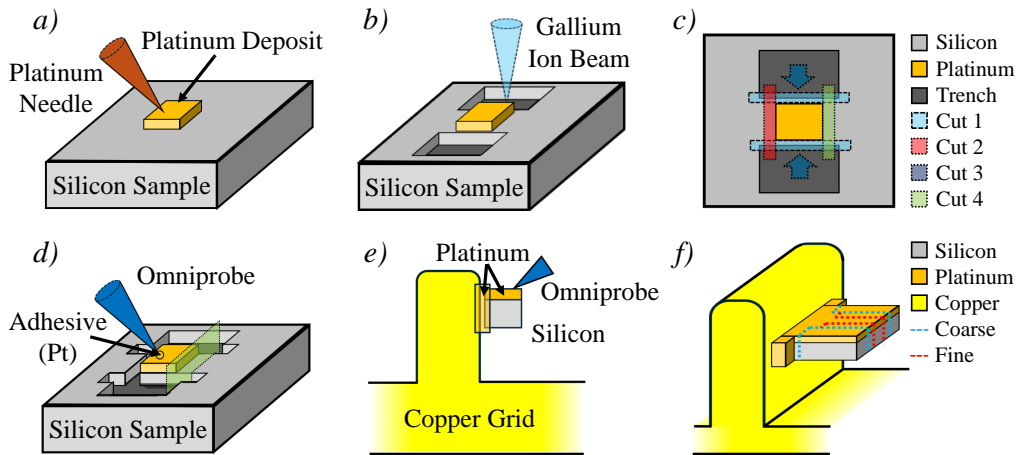 a)
Platinum Deposit
Platinum
Needle
Silicon Sample
b)
Gallium
Ion Beam
Silicon Sample
c)
Silicon
Platinum
Trench
Cut 1
Cut 2
Cut 3
Cut 4
d)
Omniprobe
Adhesive
(Pt)
Silicon Sample
e)
Platinum
Omniprobe
Silicon
Copper Grid
f)
Silicon
Platinum
Copper
Coarse
Fine